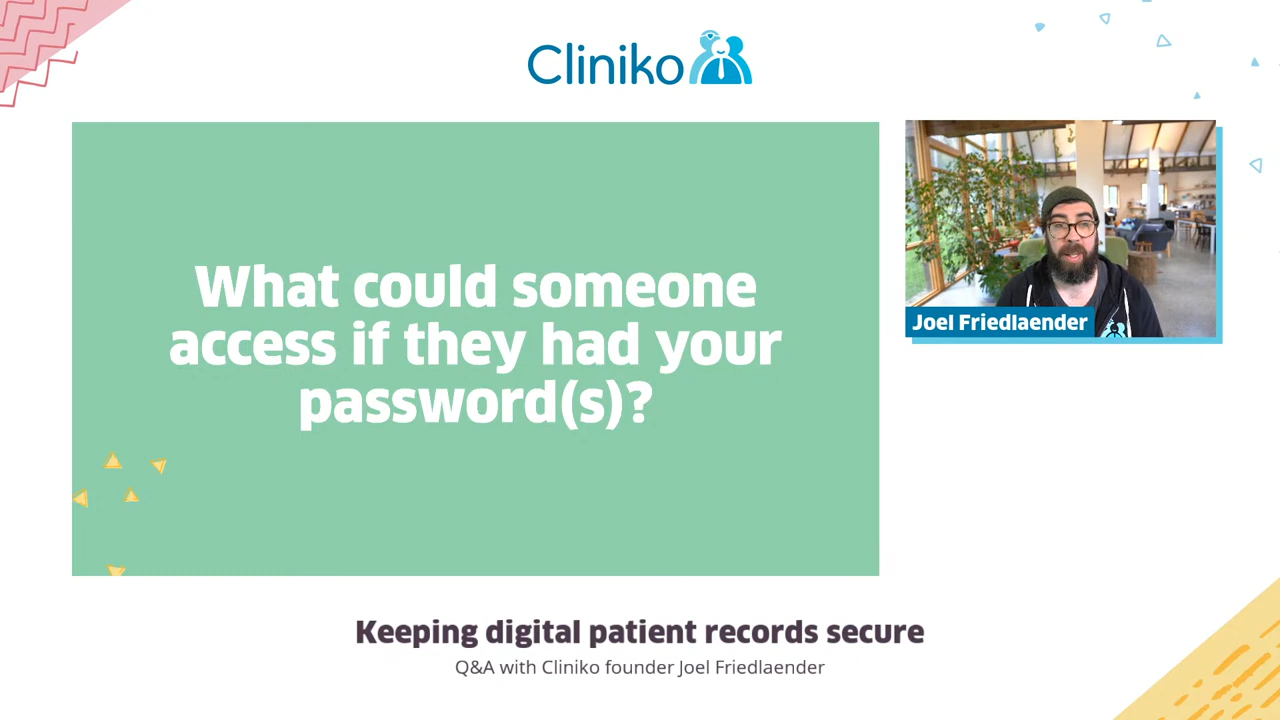 Cliniko
What could someone
access if they had your
password(s)?
Joel Friedlaender
Keeping digital patient records secure
Q&A with Cliniko founder Joel Friedlaender